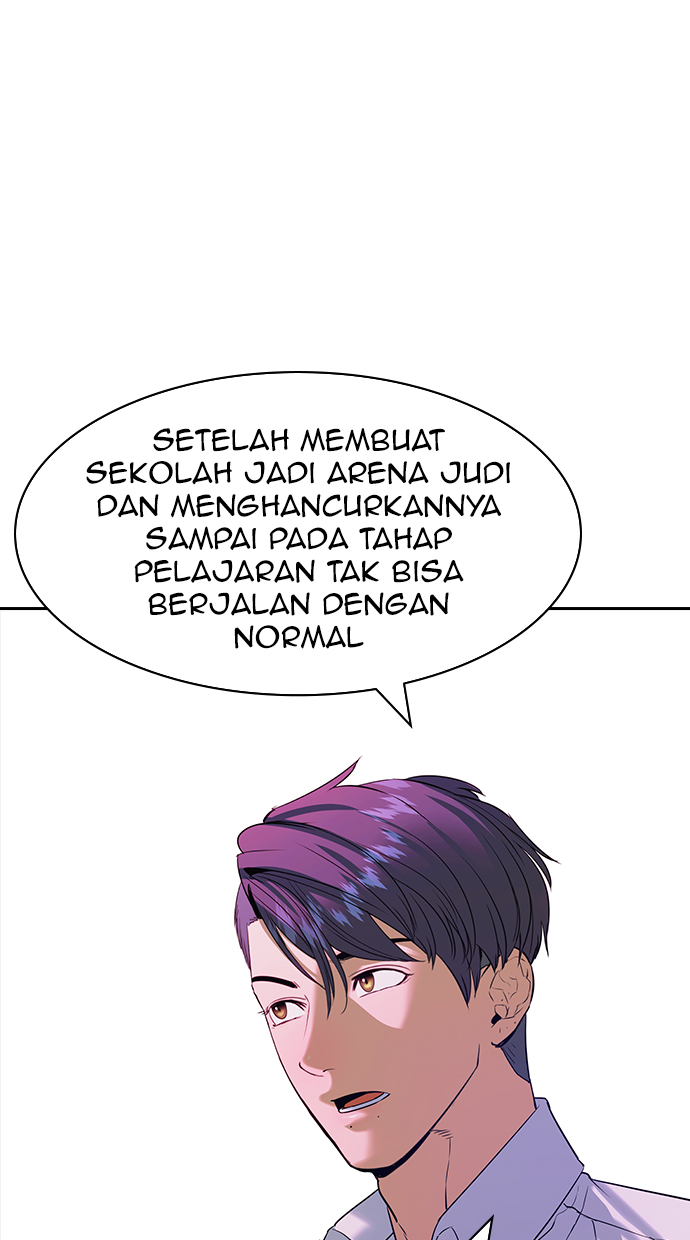 SETELAH MEMBUAT
SEKOLAH JADI ARENA JUDI
DAN MENGHANCURKANNYA
SAMPAI PADA TAHAP
PELAJARAN TAK BISA
BERJALAN DENGAN
NORMAL